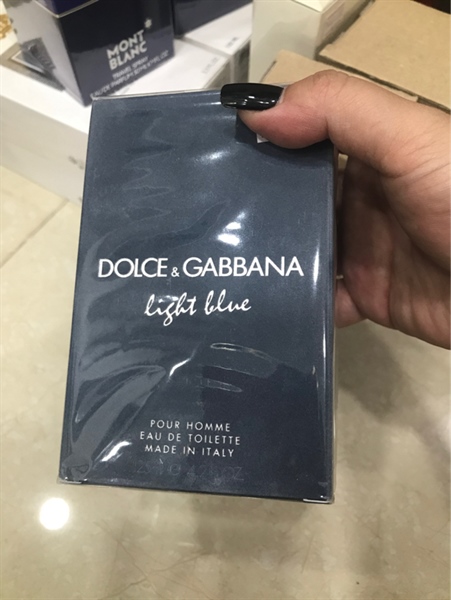 MONT
BLANC
DOLCE & GABBANA
light blue
POUR HOMME
EAU DE TOILETTE
MADE IN ITALY